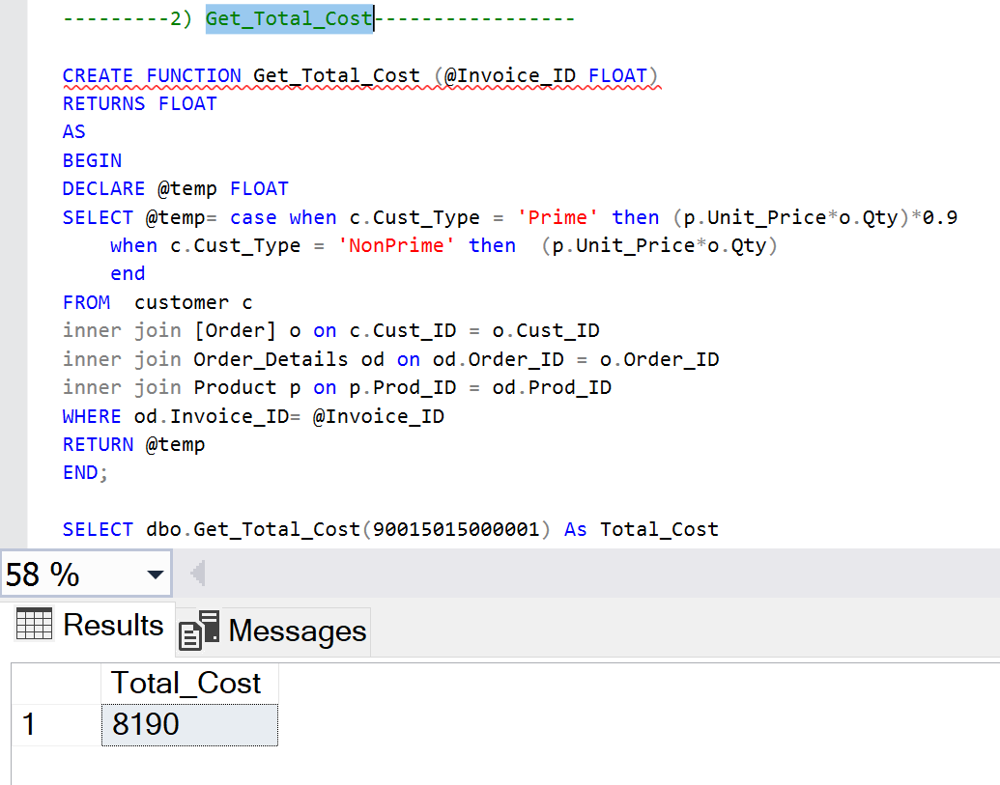 ---------2) Get_Total_Cost-----------------
CREATE FUNCTION Get_Total_Cost (@Invoice_ID FLOAT)
RETURNS FLOAT
AS
BEGIN
DECLARE @temp FLOAT
SELECT @temp= case when c.Cust_Type = 'Prime' then (p.Unit_Price*o.Qty)*0.9
when c.Cust_Type = 'NonPrime' then  (p.Unit_Price*o.Qty)
end
FROM  customer c
inner join [Order] o on c.Cust_ID = o.Cust_ID
inner join Order_Details od on od.Order_ID = o.Order_ID
inner join Product p on p.Prod_ID = od.Prod_ID
WHERE od.Invoice_ID= @Invoice_ID
RETURN @temp
END;
SELECT dbo.Get_Total_Cost(90015015000001) As Total_Cost
58 %
Results Messages
Total_Cost
1 8190